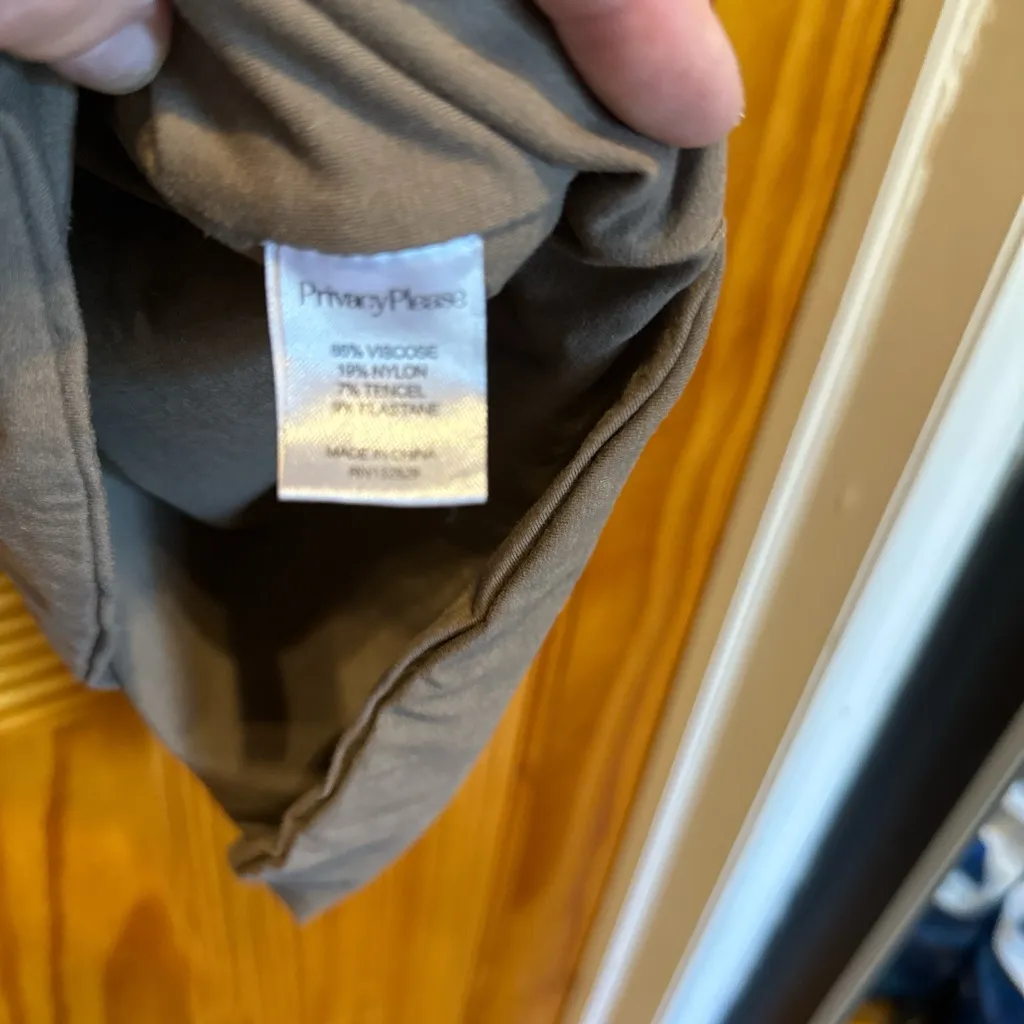 PrivacyPlease
VISCOSE
19% NYLON
7% TENCEL
ELASTANE
MADE IN CHINA